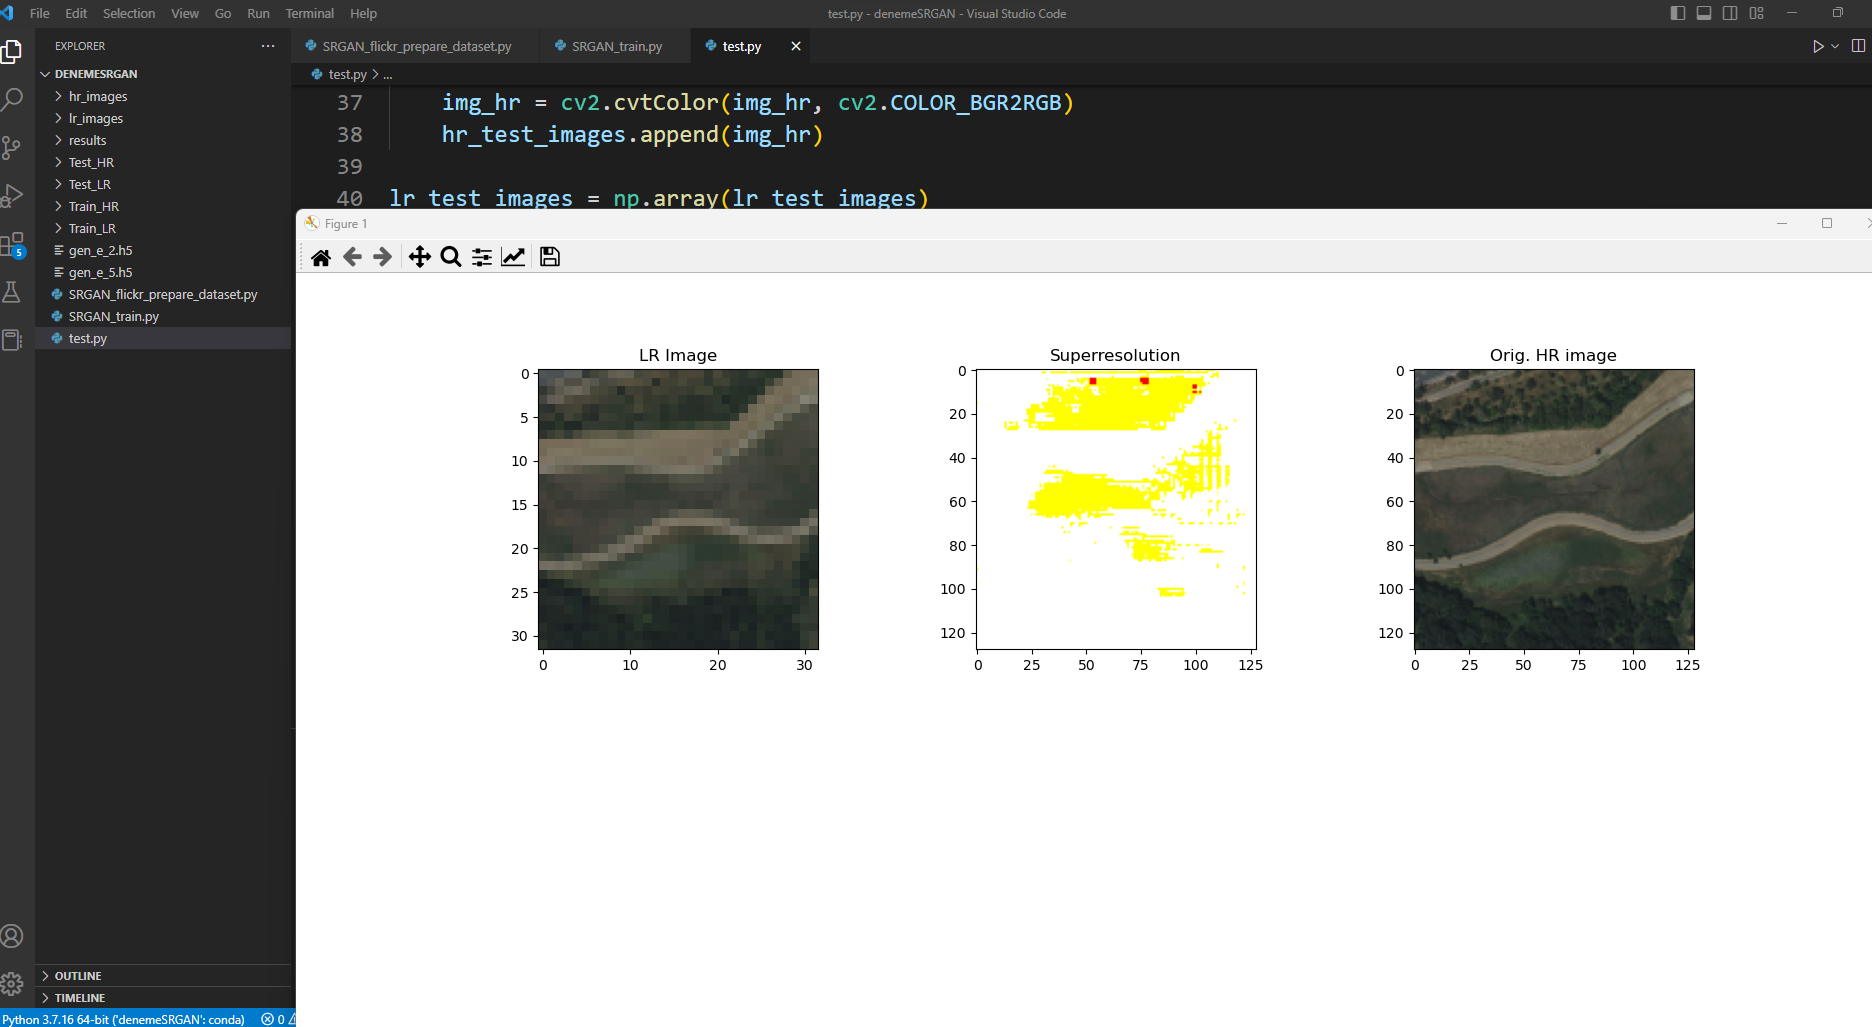 File Edit Selection View Go Run Terminal Help
test.py - denemeSRGAN - Visual Studio Code
EXPLORER
SRGAN_flickr_prepare_dataset.py
SRGAN_train.py
test.py
DENEMESRGAN
test.py > ...
hr_images
lr_images
results
Test_HR
Test_LR
Train_HR
Train_LR
gen_e_2.h5
gen_e_5.h5
SRGAN_flickr_prepare_dataset.py
SRGAN_train.py
test.py
5
37 img_hr = cv2.cvtColor(img_hr, cv2.COLOR_BGR2RGB)
38 hr_test_images.append(img_hr)
39
40 lr_test_images = np.array(lr_test_images)
Figure 1
LR Image
0
5
10
15
20
25
30
0 10 20 30
Superresolution
0
20
40
60
80
100
120
0 25 50 75 100 125
Orig. HR image
0
20
40
60
80
100
120
0 25 50 75 100 125
OUTLINE
TIMELINE
Python 3.7.16 64-bit ('denemeSRGAN': conda) 0